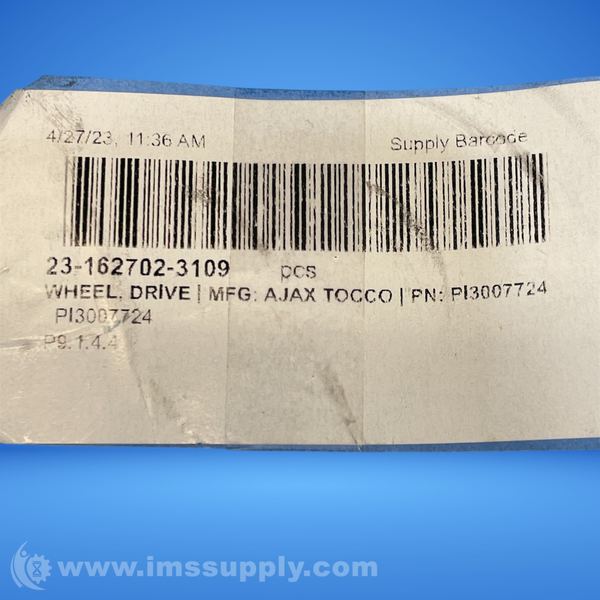 4/27/23, 11:36 AM Supply Barcode
23-162702-3109 pcs
WHEEL, DRIVE | MFG: AJAX TOCCO | PN: PI3007724
PI3007724
P9.1.4.4
www.imssupply.com